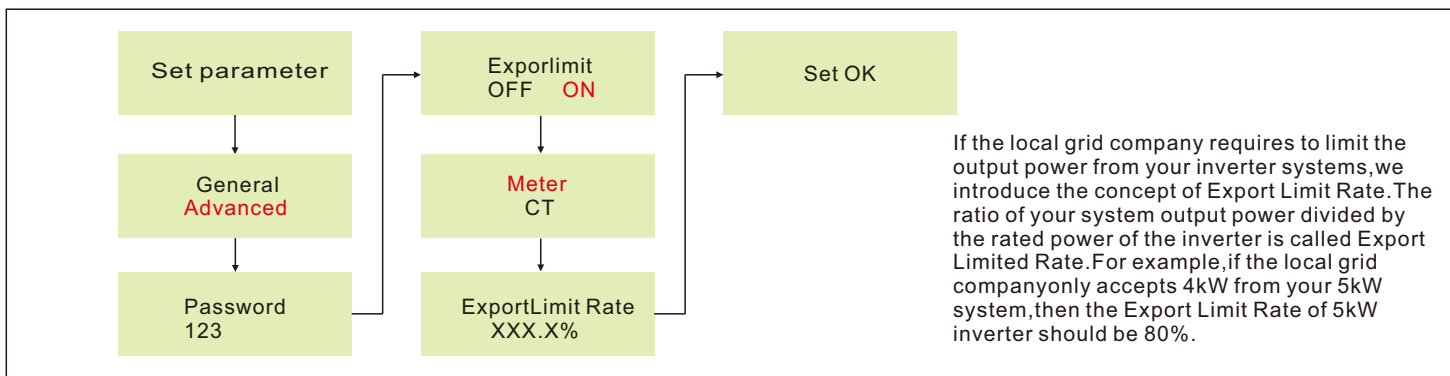 Set parameter
General
Advanced
Password
123
Exporlimit
OFF ON
Meter
CT
ExportLimit Rate
XXX.X%
Set OK
If the local grid company requires to limit the
output power from your inverter systems,we
introduce the concept of Export Limit Rate.The
ratio of your system output power divided by
the rated power of the inverter is called Export
Limited Rate.For example,if the local grid
companyonly accepts 4kW from your 5kW
system,then the Export Limit Rate of 5kW
inverter should be 80%.